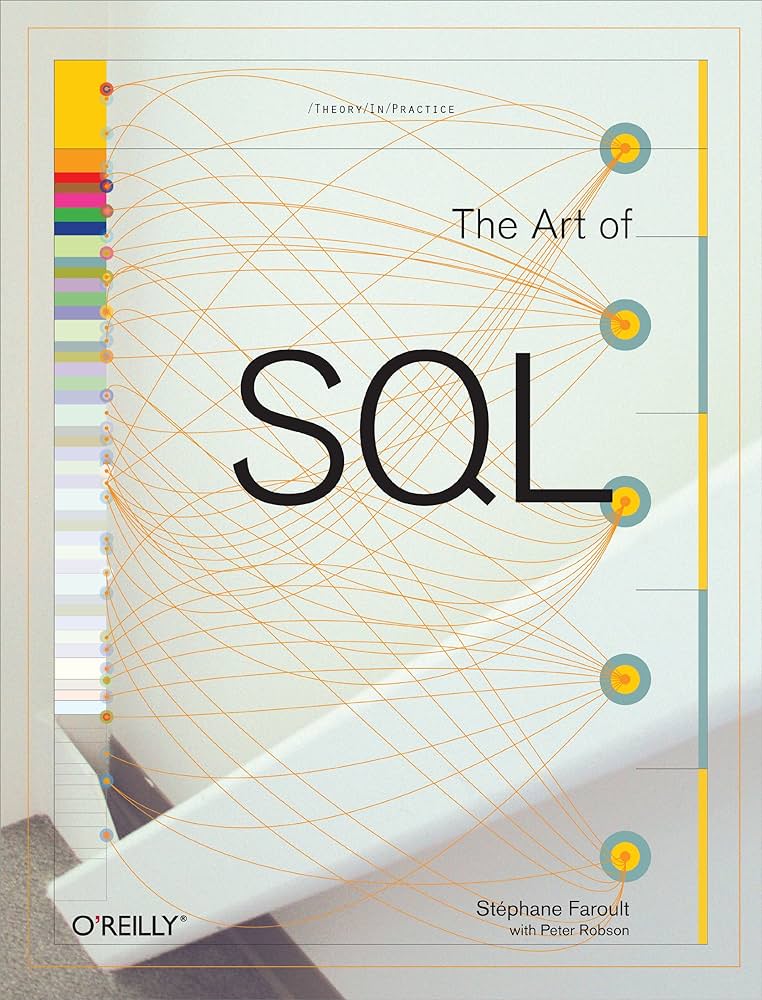 /THEORY/IN/PRACTICE
The Art of
SQL
Stéphane Faroult
with Peter Robson
O'REILLY®